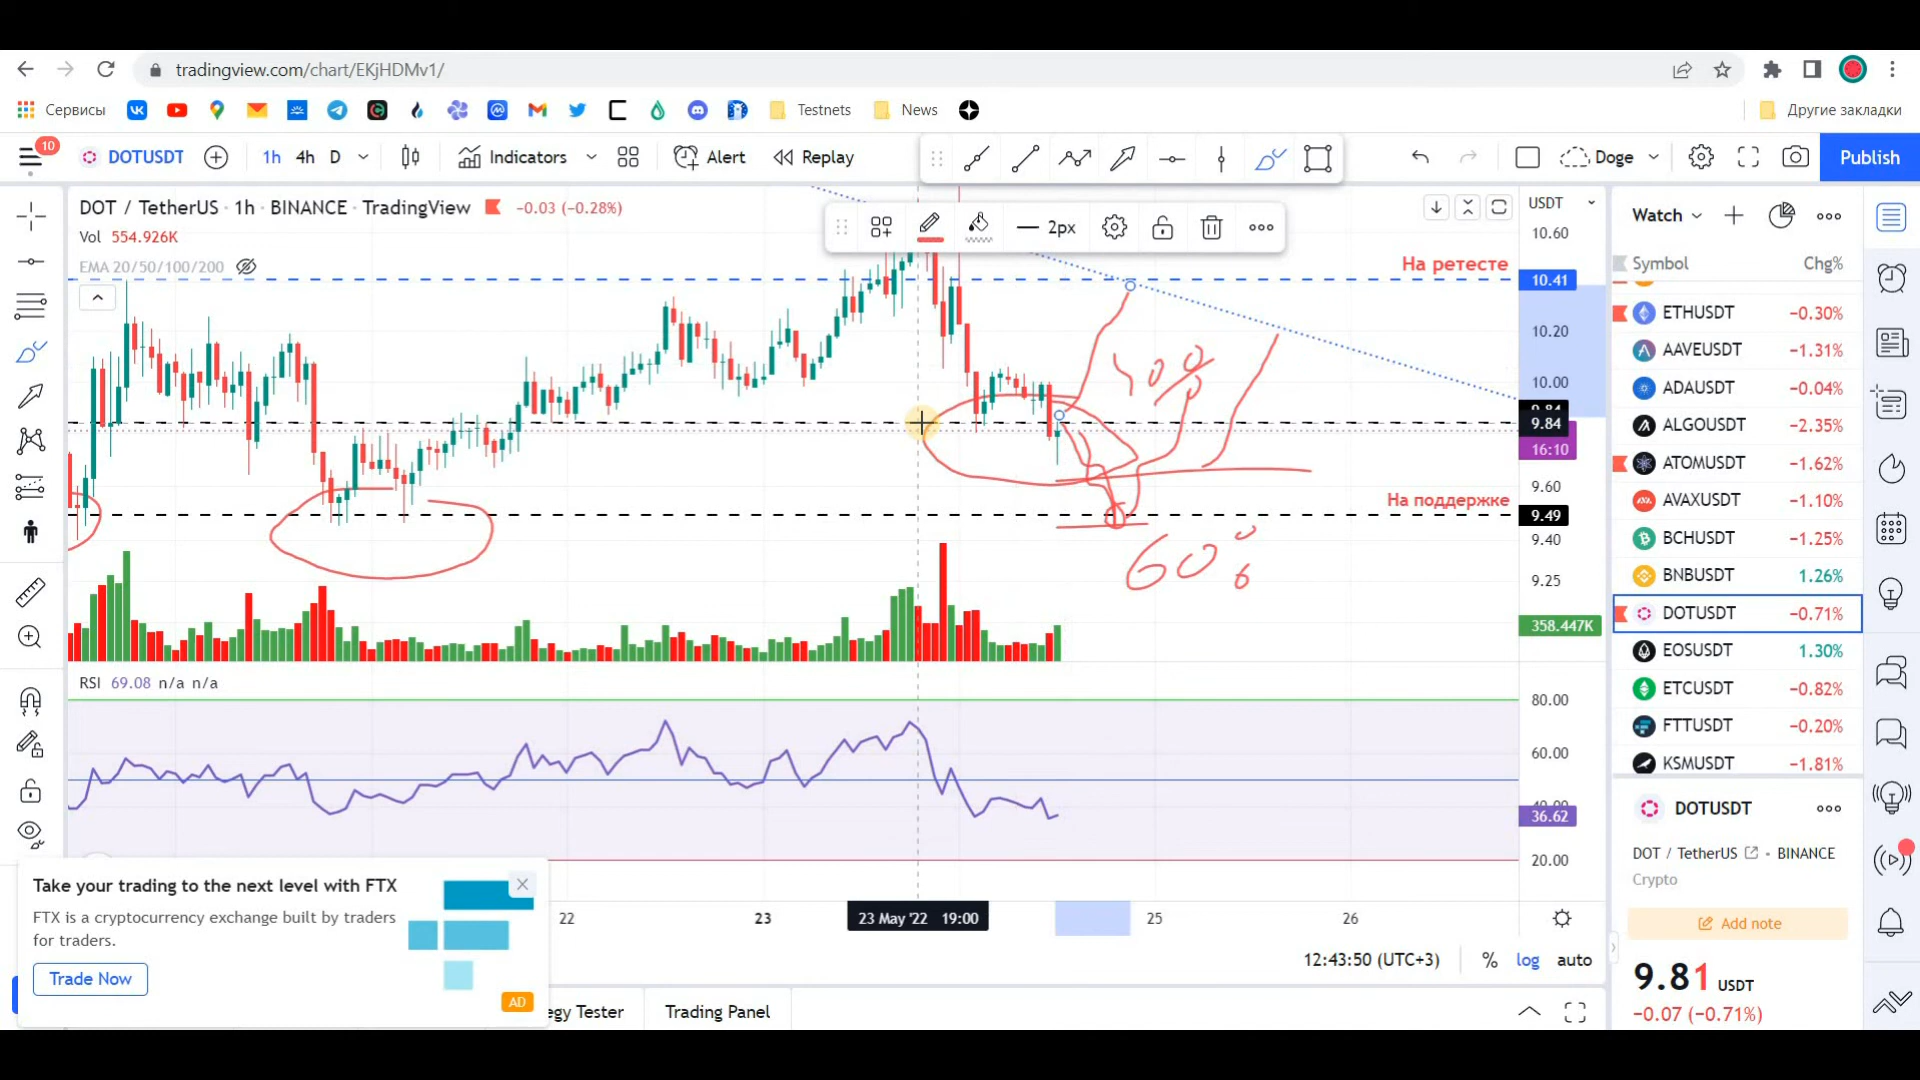 tradingview.com/chart/EKjHDMv1/
Сервисы
Testnets
News
Другие закладки
10
DOTUSDT
1h 4h D
Indicators
Alert
Replay
Doge
Publish
DOT / TetherUS · 1h · BINANCE · TradingView −0.03 (−0.28%)
Vol 554.926K
EMA 20/50/100/200
2px
USDT
На ретесте
На поддержке
10.60
10.41
10.20
10.00
9.84
9.84
16:10
9.60
9.49
9.40
9.25
358.447K
40%
60%
RSI 69.08 n/a n/a
80.00
60.00
40.00
36.62
20.00
22
23
23 May '22 19:00
25
26
12:43:50 (UTC+3)
%
log
auto
Take your trading to the next level with FTX
FTX is a cryptocurrency exchange built by traders
for traders.
Trade Now
AD
egy Tester
Trading Panel
Watch
Symbol Chg%
ETHUSDT −0.30%
AAVEUSDT −1.31%
ADAUSDT −0.04%
ALGOUSDT −2.35%
ATOMUSDT −1.62%
AVAXUSDT −1.10%
BCHUSDT −1.25%
BNBUSDT 1.26%
DOTUSDT −0.71%
EOSUSDT 1.30%
ETCUSDT −0.82%
FTTUSDT −0.20%
KSMUSDT −1.81%
DOTUSDT
DOT / TetherUS · BINANCE
Crypto
Add note
9.81 USDT
−0.07 (−0.71%)